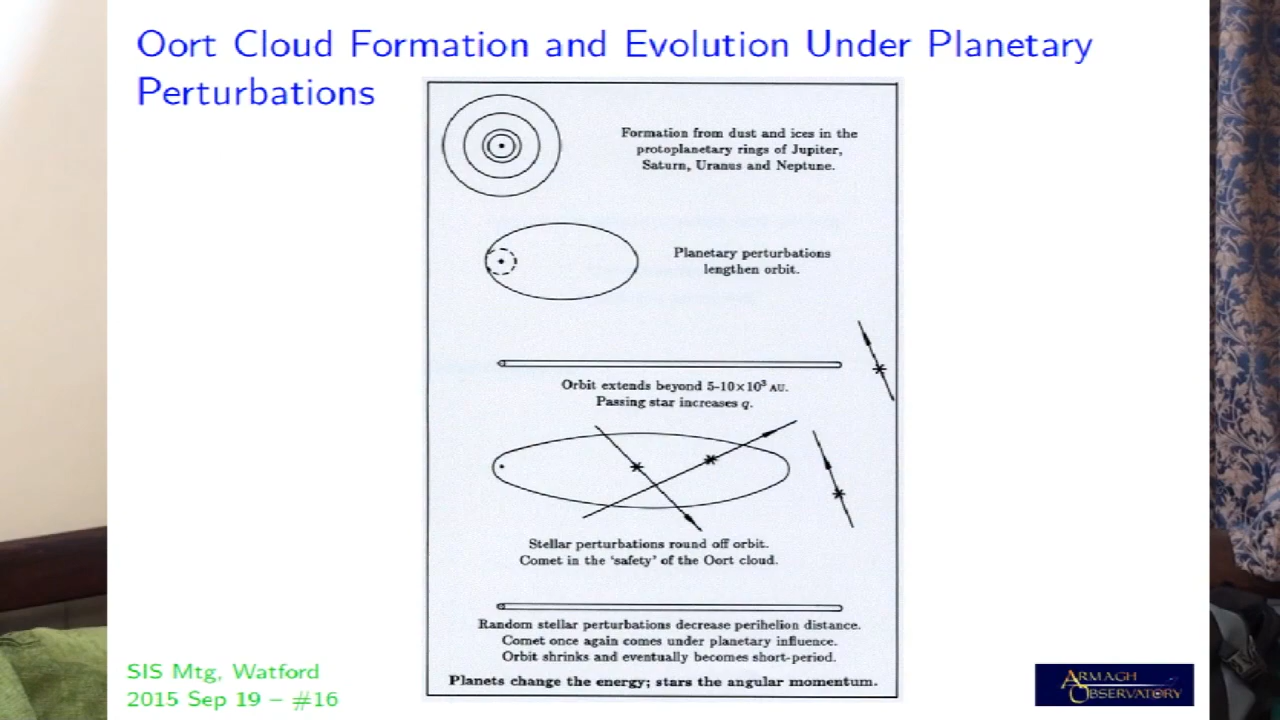 Oort Cloud Formation and Evolution Under Planetary
Perturbations
Formation from dust and ices in the
protoplanetary rings of Jupiter,
Saturn, Uranus and Neptune.
Planetary perturbations
lengthen orbit.
Orbit extends beyond 5-10×10³ AU.
Passing star increases q.
Stellar perturbations round off orbit.
Comet in the ‘safety’ of the Oort cloud.
Random stellar perturbations decrease perihelion distance.
Comet once again comes under planetary influence.
Orbit shrinks and eventually becomes short-period.
Planets change the energy; stars the angular momentum.
SIS Mtg, Watford
2015 Sep 19 – #16
ARMAGH
OBSERVATORY